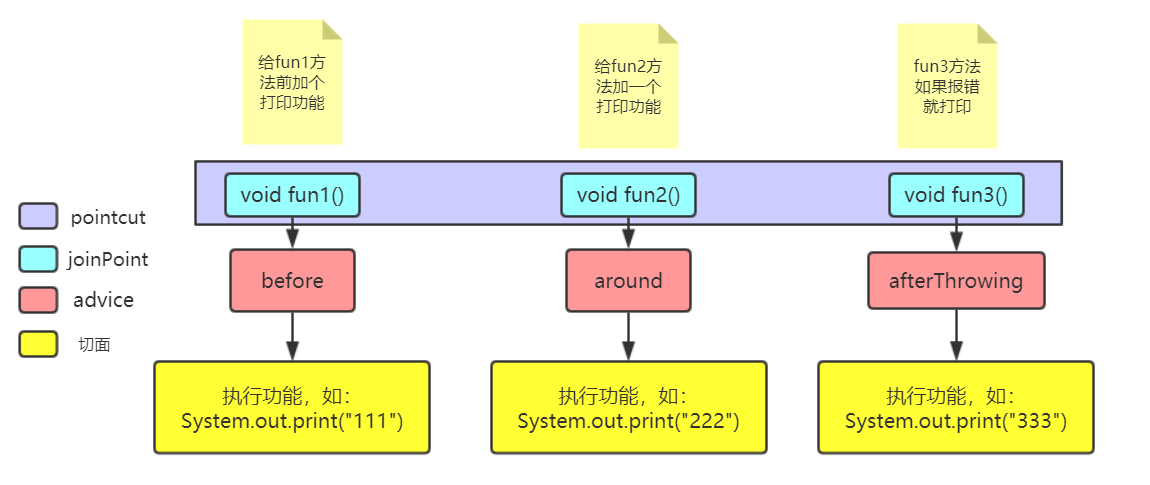 给fun1方
法前加个
打印功能
给fun2方
法加一个
打印功能
fun3方法
如果报错
就打印
void fun1()
void fun2()
void fun3()
pointcut
joinPoint
advice
切面
before
around
afterThrowing
执行功能，如：
System.out.print("111")
执行功能，如：
System.out.print("222")
执行功能，如：
System.out.print("333")